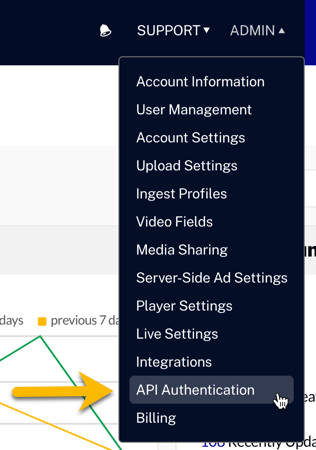 SUPPORT ADMIN
Account Information
User Management
Account Settings
Upload Settings
Ingest Profiles
Video Fields
Media Sharing
Server-Side Ad Settings
Player Settings
days previous 7 da
Live Settings
Integrations
API Authentication
Billing
Recently Upda